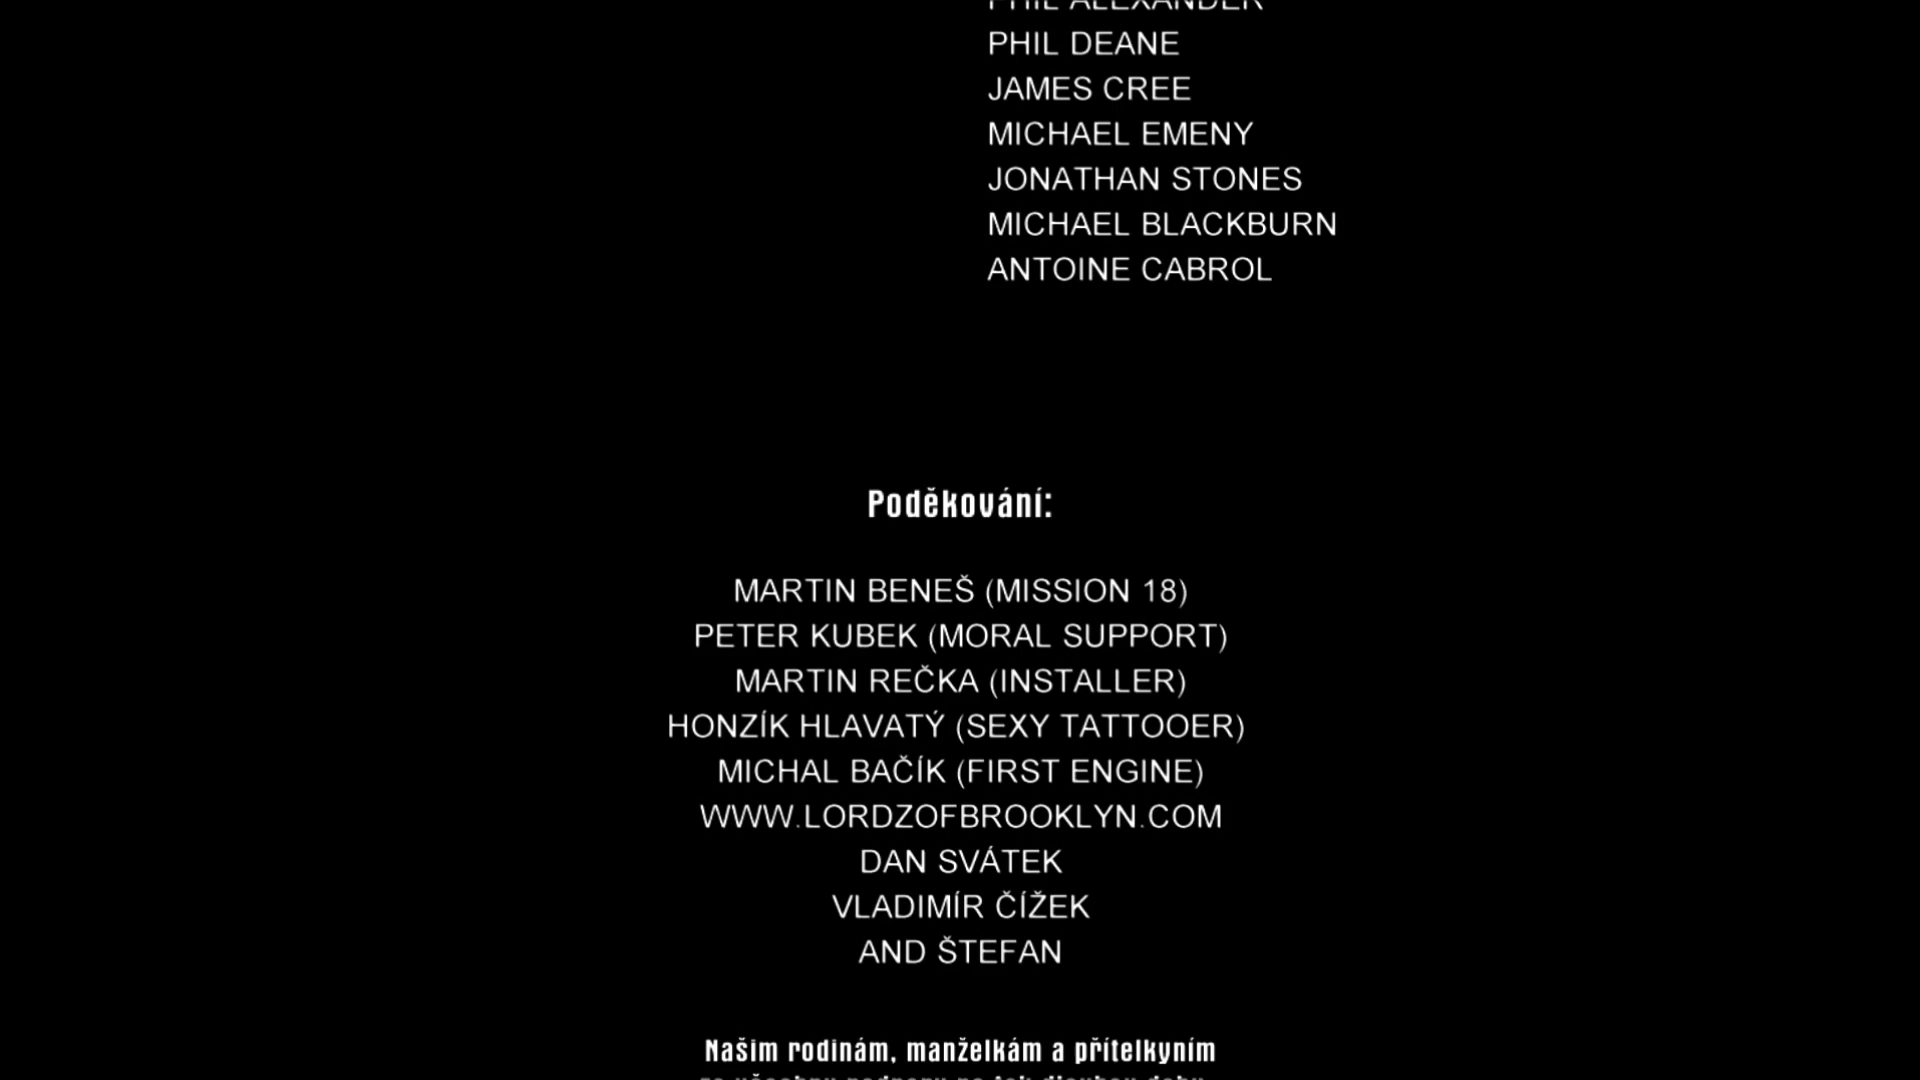 PHIL ALEXANDER
PHIL DEANE
JAMES CREE
MICHAEL EMENY
JONATHAN STONES
MICHAEL BLACKBURN
ANTOINE CABROL
Poděkování:
MARTIN BENEŠ (MISSION 18)
PETER KUBEK (MORAL SUPPORT)
MARTIN REČKA (INSTALLER)
HONZÍK HLAVATÝ (SEXY TATTOOER)
MICHAL BAČÍK (FIRST ENGINE)
WWW.LORDZOFBROOKLYN.COM
DAN SVÁTEK
VLADIMÍR ČÍŽEK
AND ŠTEFAN
Našim rodinám, manželkám a přítelkyním